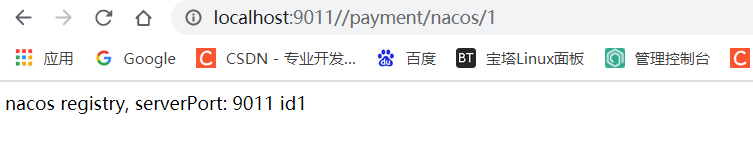 localhost:9011//payment/nacos/1
应用 Google C CSDN - 专业开发... 百度 BT 宝塔Linux面板 管理控制台 C
nacos registry, serverPort: 9011 id1